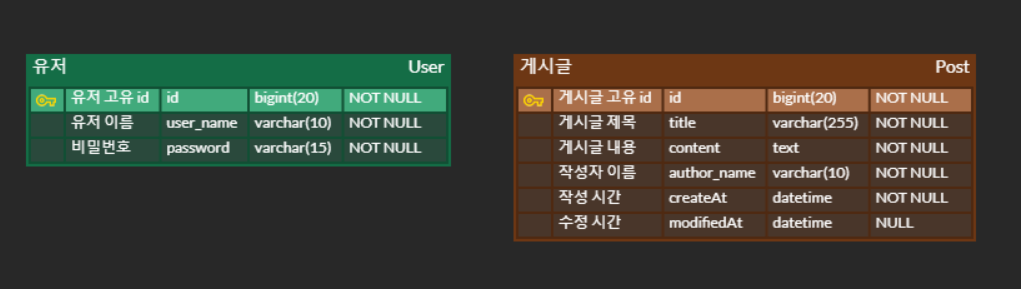 유저 User
유저 고유 id id bigint(20) NOT NULL
유저 이름 user_name varchar(10) NOT NULL
비밀번호 password varchar(15) NOT NULL
게시글 Post
게시글 고유 id id bigint(20) NOT NULL
게시글 제목 title varchar(255) NOT NULL
게시글 내용 content text NOT NULL
작성자 이름 author_name varchar(10) NOT NULL
작성 시간 createAt datetime NOT NULL
수정 시간 modifiedAt datetime NULL